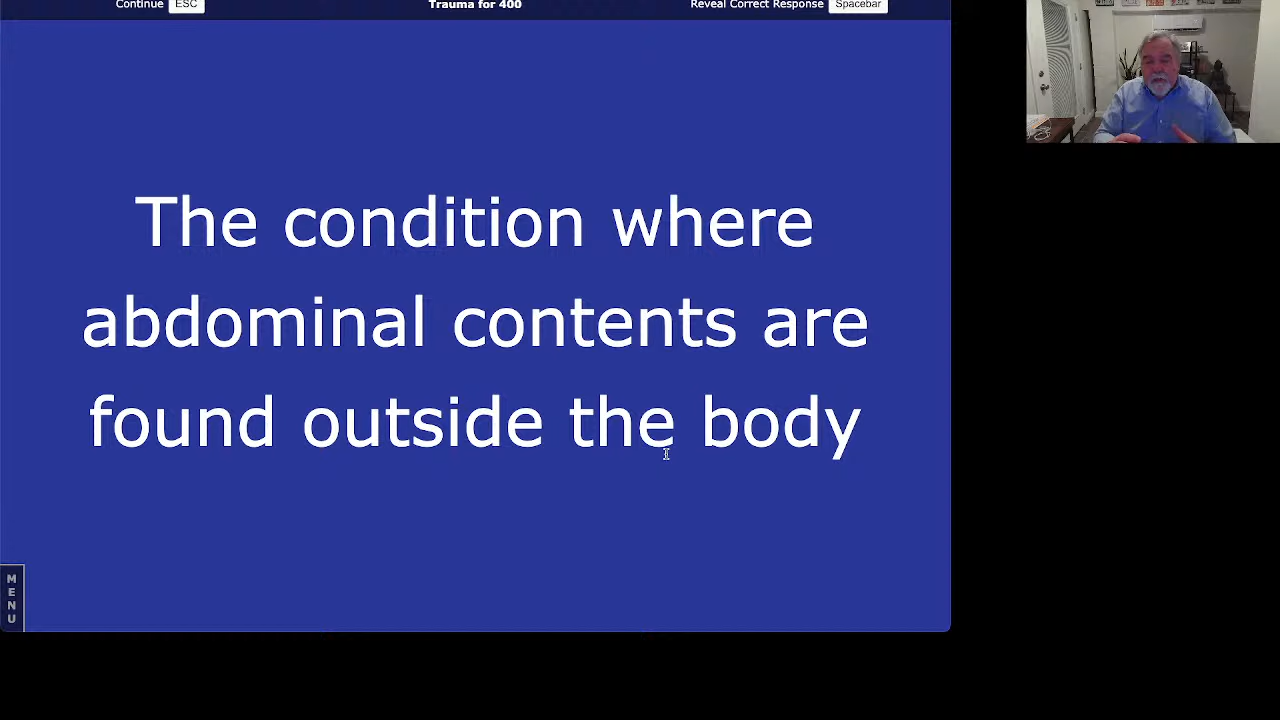 Continue ESC Trauma for 400 Reveal Correct Response Spacebar
The condition where
abdominal contents are
found outside the body
MENU